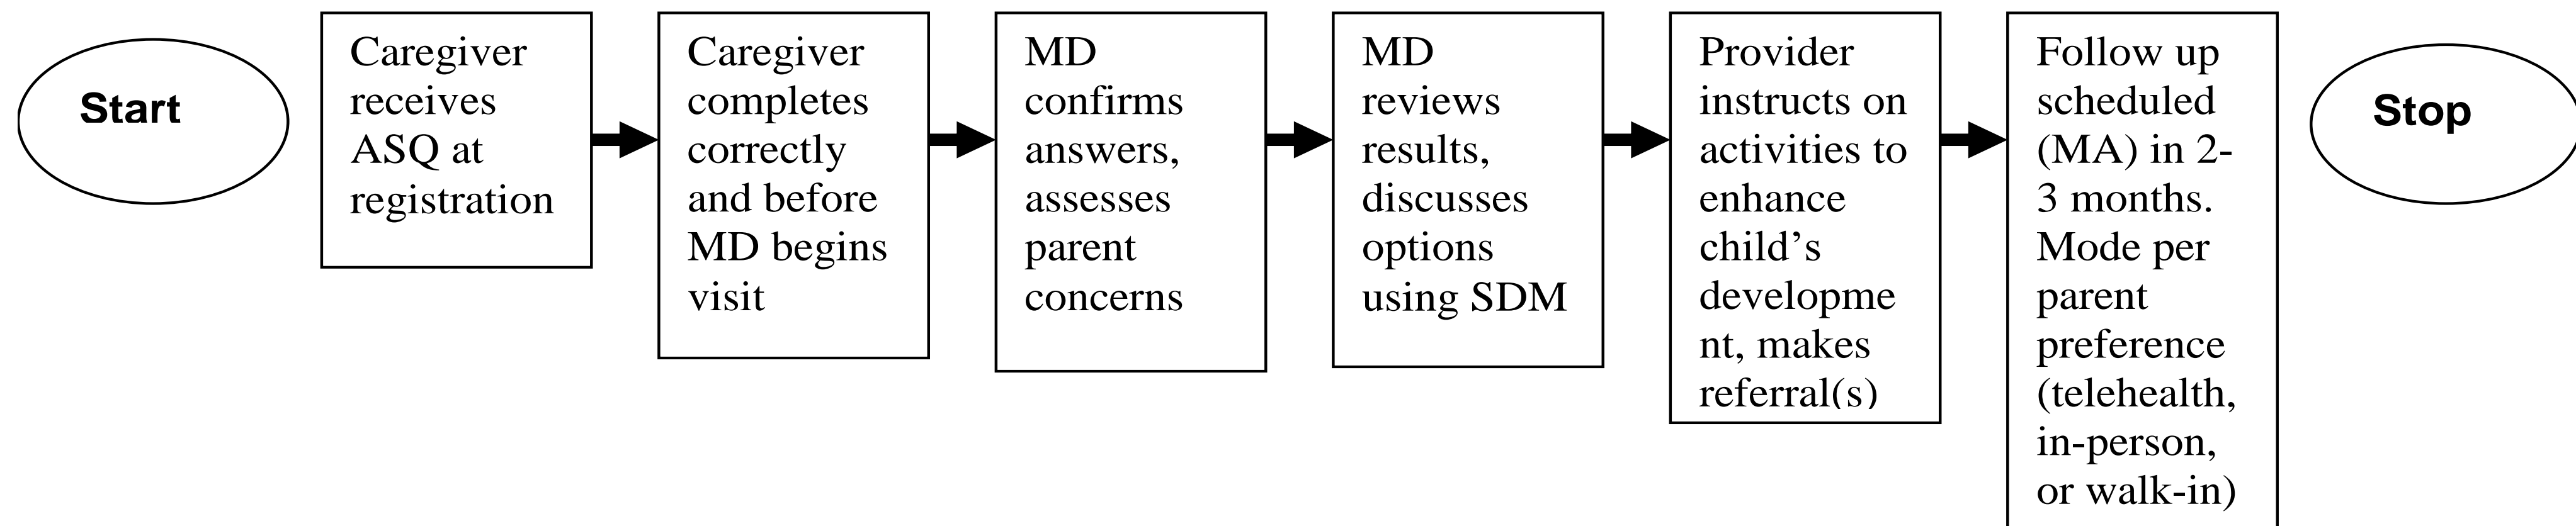 Start
Caregiver
receives
ASQ at
registration
Caregiver
completes
correctly
and before
MD begins
visit
MD
confirms
answers,
assesses
parent
concerns
MD
reviews
results,
discusses
options
using SDM
Provider
instructs on
activities to
enhance
child’s
developme
nt, makes
referral(s)
Follow up
scheduled
(MA) in 2-
3 months.
Mode per
parent
preference
(telehealth,
in-person,
or walk-in)
Stop